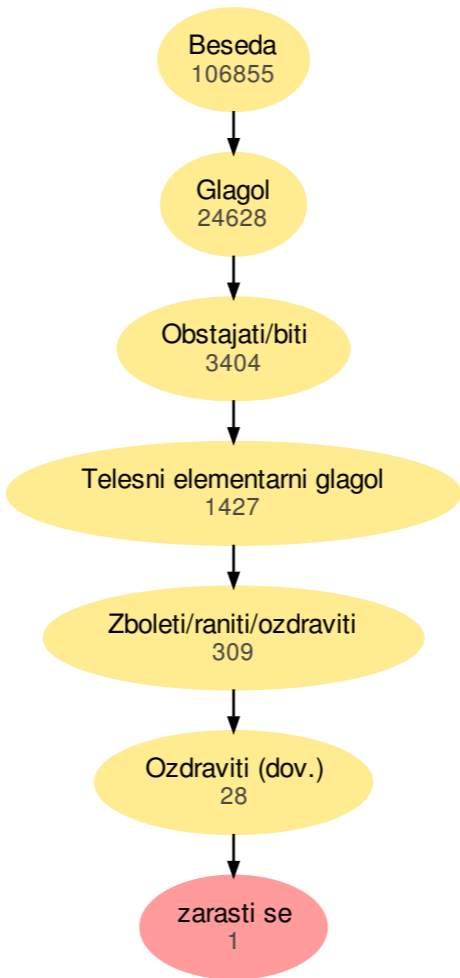 Beseda
106855
Glagol
24628
Obstajati/biti
3404
Telesni elementarni glagol
1427
Zboleti/raniti/ozdraviti
309
Ozdraviti (dov.)
28
zarasti se
1